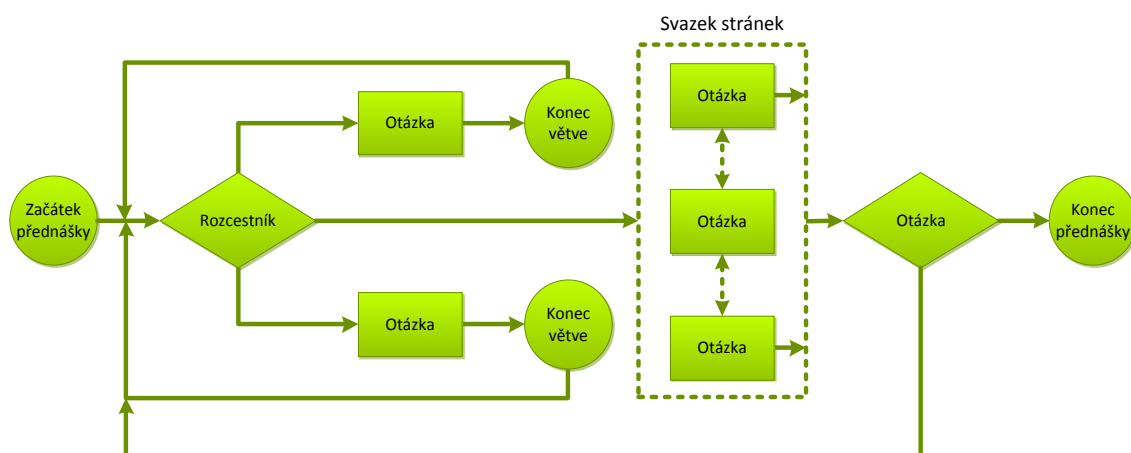 Svazek stránek
Otázka
Konec
větve
Otázka
Začátek
přednášky
Rozcestník
Otázka
Otázka
Konec
přednášky
Otázka
Konec
větve
Otázka